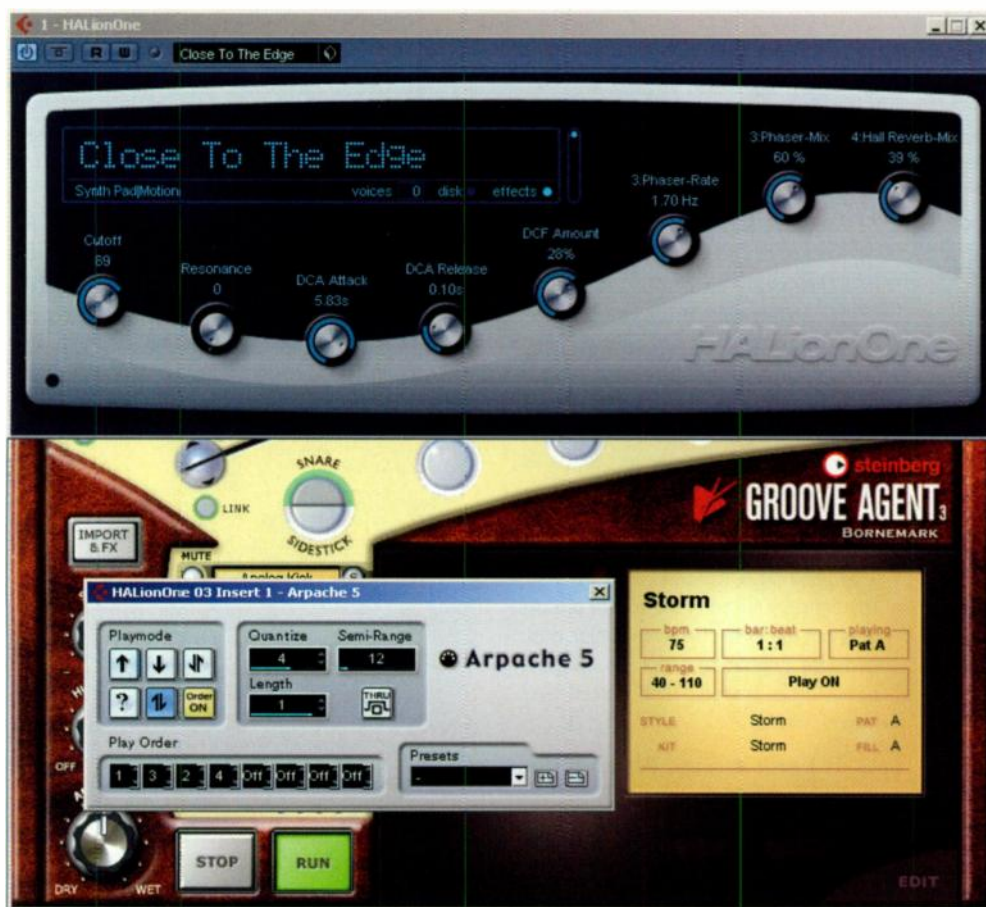 1 - HALionOne
R W Close To The Edge
Close To The Edge
Synth Pad|Motion voices 0 disk effects
Cutoff
89
Resonance
0
DCA Attack
5.83s
DCA Release
0.10s
DCF Amount
28%
3:Phaser-Rate
1.70 Hz
3:Phaser-Mix
60 %
4:Hall Reverb-Mix
39 %
HALionOne
SNARE
LINK
SIDESTICK
IMPORT
& FX
MUTE
Analog Kick
steinberg
GROOVE AGENT 3
BORNEMARK
HALionOne 03 Insert 1 - Arpache 5
Playmode
?
Order
ON
Quantize
4
Semi-Range
12
Length
1
THRU
Arpache 5
Play Order
1 3 2 4 Off Off Off Off
Presets
-
Storm
bpm
75
bar:beat
1 : 1
playing
Pat A
range
40 - 110
Play ON
STYLE Storm PAT A
KIT Storm FILL A
OFF
DRY WET
STOP
RUN
EDIT